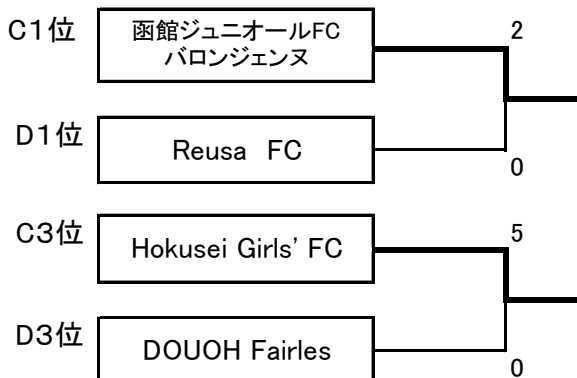 C1位
函館ジュニオールFC
バロンジェンヌ
2
D1位
Reusa　FC
0
C3位
Hokusei Girls' FC
5
D3位
DOUOH Fairles
0